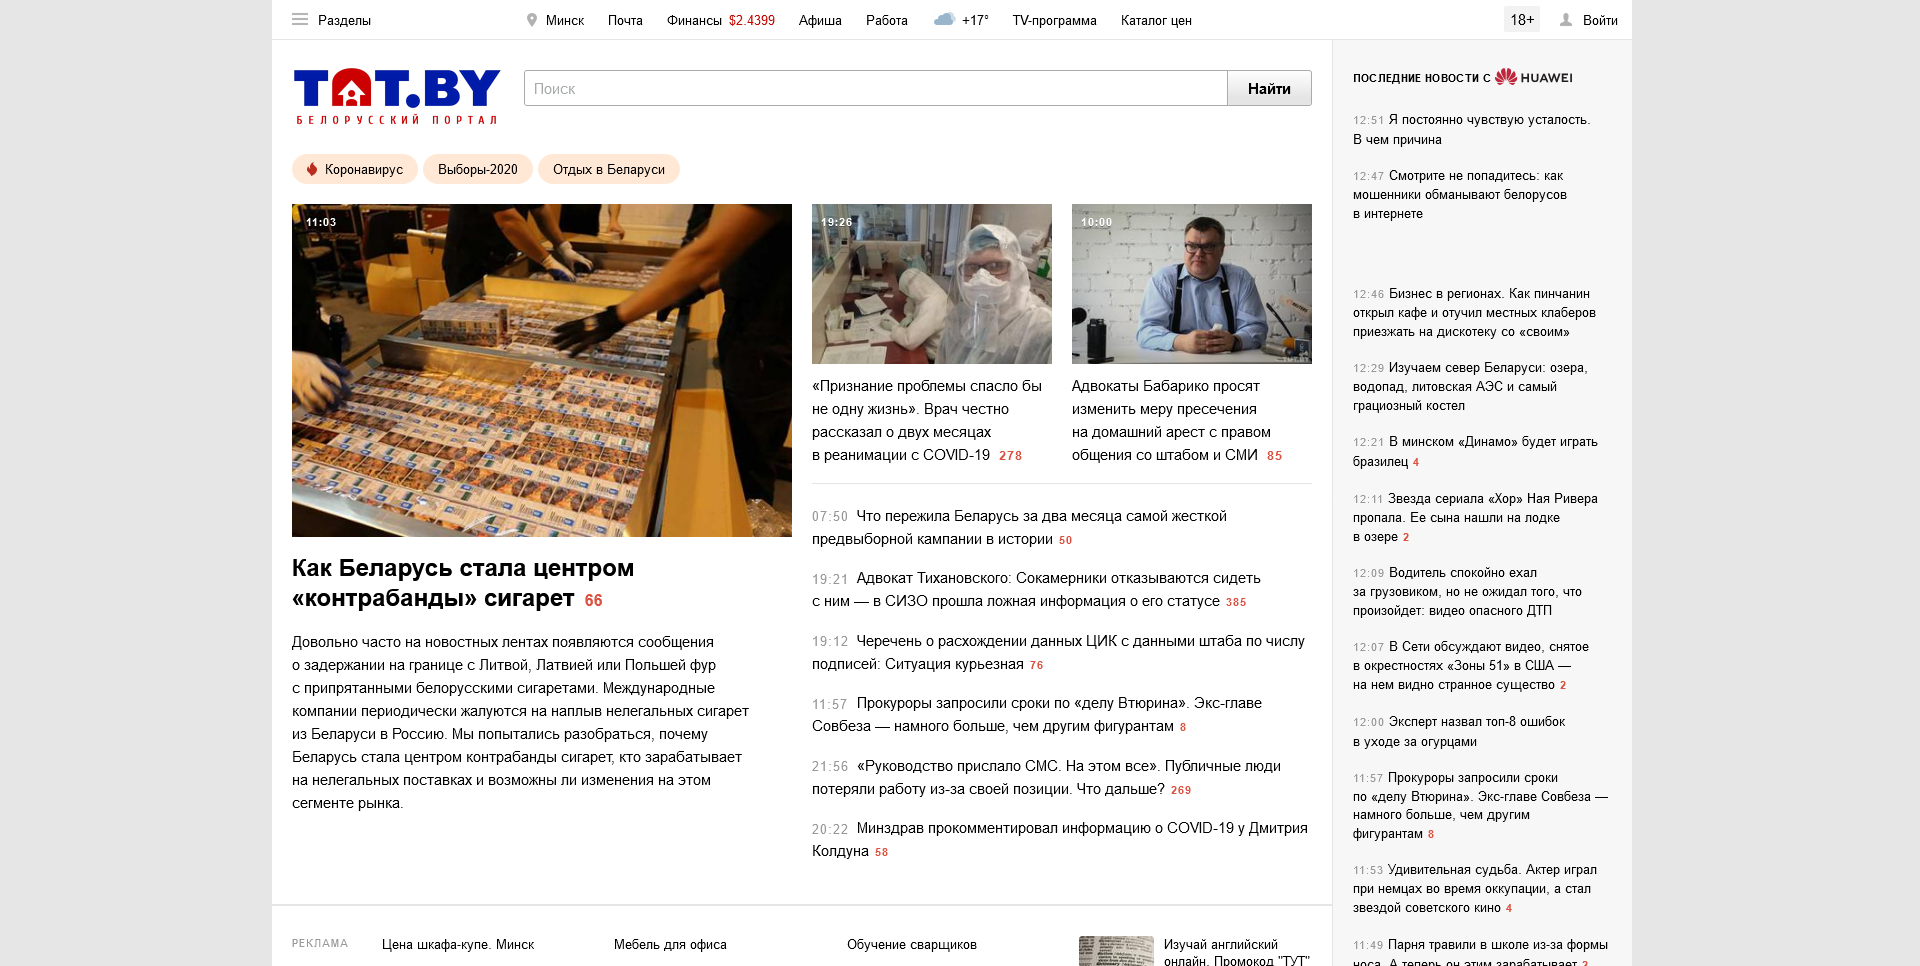 Разделы
Минск
Почта
Финансы $2.4399
Афиша
Работа
+17°
TV-программа
Каталог цен
18+
Войти
TUT.BY
БЕЛОРУССКИЙ ПОРТАЛ
Поиск
Найти
Коронавирус
Выборы-2020
Отдых в Беларуси
11:03
Как Беларусь стала центром
«контрабанды» сигарет 66
Довольно часто на новостных лентах появляются сообщения
о задержании на границе с Литвой, Латвией или Польшей фур
с припрятанными белорусскими сигаретами. Международные
компании периодически жалуются на наплыв нелегальных сигарет
из Беларуси в Россию. Мы попытались разобраться, почему
Беларусь стала центром контрабанды сигарет, кто зарабатывает
на нелегальных поставках и возможны ли изменения на этом
сегменте рынка.
19:26
«Признание проблемы спасло бы
не одну жизнь». Врач честно
рассказал о двух месяцах
в реанимации с COVID-19 278
10:00
Адвокаты Бабарико просят
изменить меру пресечения
на домашний арест с правом
общения со штабом и СМИ 85
07:50 Что пережила Беларусь за два месяца самой жесткой
предвыборной кампании в истории 50
19:21 Адвокат Тихановского: Сокамерники отказываются сидеть
с ним — в СИЗО прошла ложная информация о его статусе 385
19:12 Черечень о расхождении данных ЦИК с данными штаба по числу
подписей: Ситуация курьезная 76
11:57 Прокуроры запросили сроки по «делу Втюрина». Экс-главе
Совбеза — намного больше, чем другим фигурантам 8
21:56 «Руководство прислало СМС. На этом все». Публичные люди
потеряли работу из-за своей позиции. Что дальше? 269
20:22 Минздрав прокомментировал информацию о COVID-19 у Дмитрия
Колдуна 58
РЕКЛАМА
Цена шкафа-купе. Минск
Мебель для офиса
Обучение сварщиков
Изучай английский
онлайн. Промокод "ТУТ"
ПОСЛЕДНИЕ НОВОСТИ С HUAWEI
12:51 Я постоянно чувствую усталость.
В чем причина
12:47 Смотрите не попадитесь: как
мошенники обманывают белорусов
в интернете
12:46 Бизнес в регионах. Как пинчанин
открыл кафе и отучил местных клаберов
приезжать на дискотеку со «своим»
12:29 Изучаем север Беларуси: озера,
водопад, литовская АЭС и самый
грациозный костел
12:21 В минском «Динамо» будет играть
бразилец 4
12:11 Звезда сериала «Хор» Ная Ривера
пропала. Ее сына нашли на лодке
в озере 2
12:09 Водитель спокойно ехал
за грузовиком, но не ожидал того, что
произойдет: видео опасного ДТП
12:07 В Сети обсуждают видео, снятое
в окрестностях «Зоны 51» в США —
на нем видно странное существо 2
12:00 Эксперт назвал топ-8 ошибок
в уходе за огурцами
11:57 Прокуроры запросили сроки
по «делу Втюрина». Экс-главе Совбеза —
намного больше, чем другим
фигурантам 8
11:53 Удивительная судьба. Актер играл
при немцах во время оккупации, а стал
звездой советского кино 4
11:49 Парня травили в школе из-за формы
носа. А теперь он этим зарабатывает 2